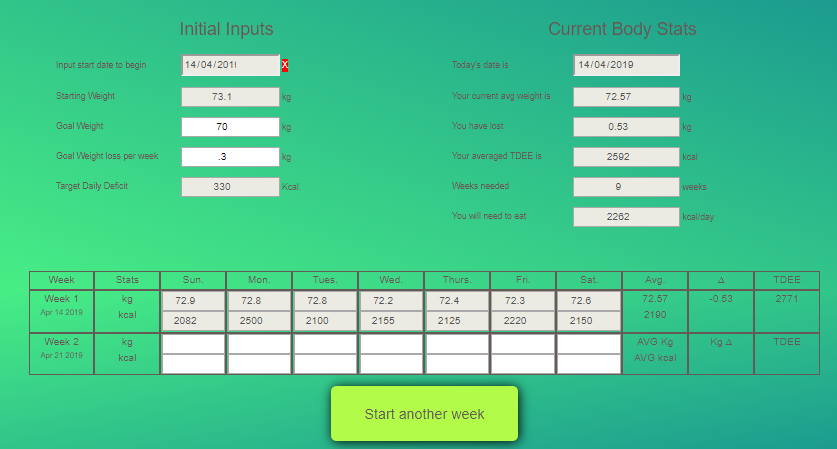 Initial Inputs
Input start date to begin 14/04/201 X
Starting Weight 73.1 kg
Goal Weight 70 kg
Goal Weight loss per week .3 kg
Target Daily Deficit 330 Kcal.
Current Body Stats
Today's date is 14/04/2019
Your current avg weight is 72.57 kg
You have lost 0.53 kg
Your averaged TDEE is 2592 kcal
Weeks needed 9 weeks
You will need to eat 2262 kcal/day
Week Stats Sun. Mon. Tues. Wed. Thurs. Fri. Sat. Avg. Δ TDEE
Week 1 kg 72.9 72.8 72.8 72.2 72.4 72.3 72.6 72.57 -0.53 2771
Apr 14 2019 kcal 2082 2500 2100 2155 2125 2220 2150 2190
Week 2 kg AVG Kg Kg Δ TDEE
Apr 21 2019 kcal AVG kcal
Start another week